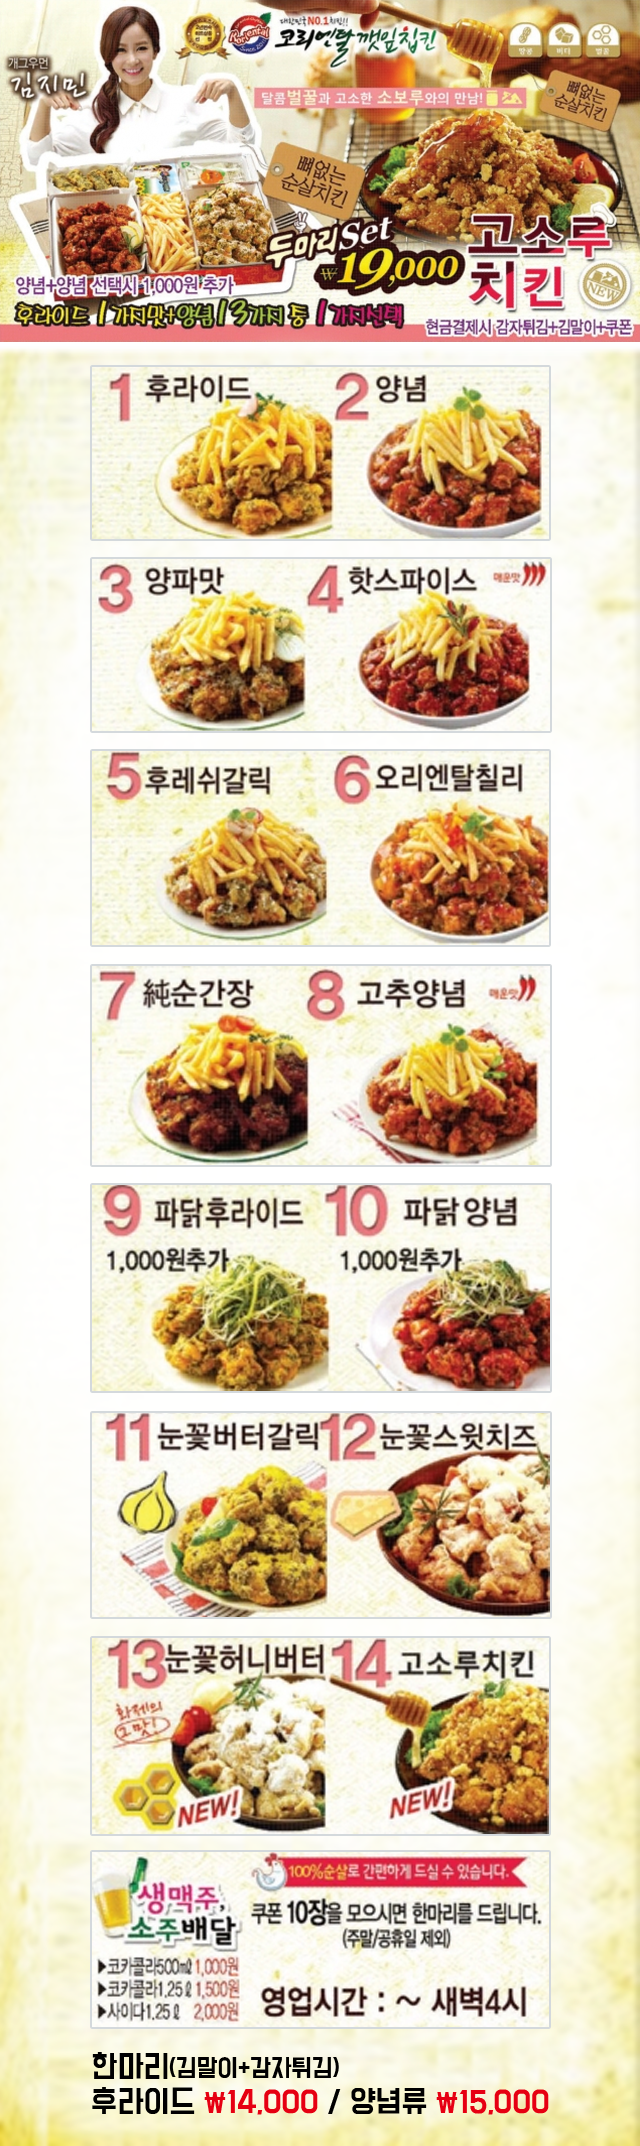 대한민국 NO.1 치킨!!
Korental
Since 2001
코리엔탈 깻잎칩킨
땅콩
버터
벌꿀
개그우먼
김지민
달콤벌꿀과 고소한 소보루와의 만남!
뼈없는
순살치킨
뼈없는
순살치킨
두마리Set
₩19,000
고소루
치킨
NEW
양념+양념 선택시 1,000원 추가
후라이드 1가지맛+양념13가지 중 1가지선택
현금결제시 감자튀김+김말이+쿠폰
1 후라이드
2 양념
3 양파맛
4 핫스파이스 매운맛
5 후레쉬갈릭
6 오리엔탈칠리
7 純순간장
8 고추양념 매운맛
9 파닭후라이드
1,000원추가
10 파닭양념
1,000원추가
11 눈꽃버터갈릭
12 눈꽃스윗치즈
13 눈꽃허니버터
화제의
그맛!
NEW!
14 고소루치킨
NEW!
생맥주,
소주배달
▶코카콜라500㎖ 1,000원
▶코카콜라1.25ℓ 1,500원
▶사이다1.25ℓ 2,000원
100%순살로 간편하게 드실 수 있습니다.
쿠폰 10장을 모으시면 한마리를 드립니다.
(주말/공휴일 제외)
영업시간 : ~ 새벽4시
한마리(김말이+감자튀김)
후라이드 ₩14,000 / 양념류 ₩15,000